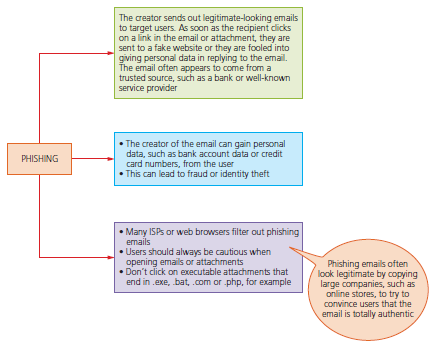 The creator sends out legitimate-looking emails
to target users. As soon as the recipient clicks
on a link in the email or attachment, they are
sent to a fake website or they are fooled into
giving personal data in replying to the email.
The email often appears to come from a
trusted source, such as a bank or well-known
service provider
PHISHING
• The creator of the email can gain personal
data, such as bank account data or credit
card numbers, from the user
• This can lead to fraud or identity theft
• Many ISPs or web browsers filter out phishing
emails
• Users should always be cautious when
opening emails or attachments
• Don't click on executable attachments that
end in .exe, .bat, .com or .php, for example
Phishing emails often
look legitimate by copying
large companies, such as
online stores, to try to
convince users that the
email is totally authentic